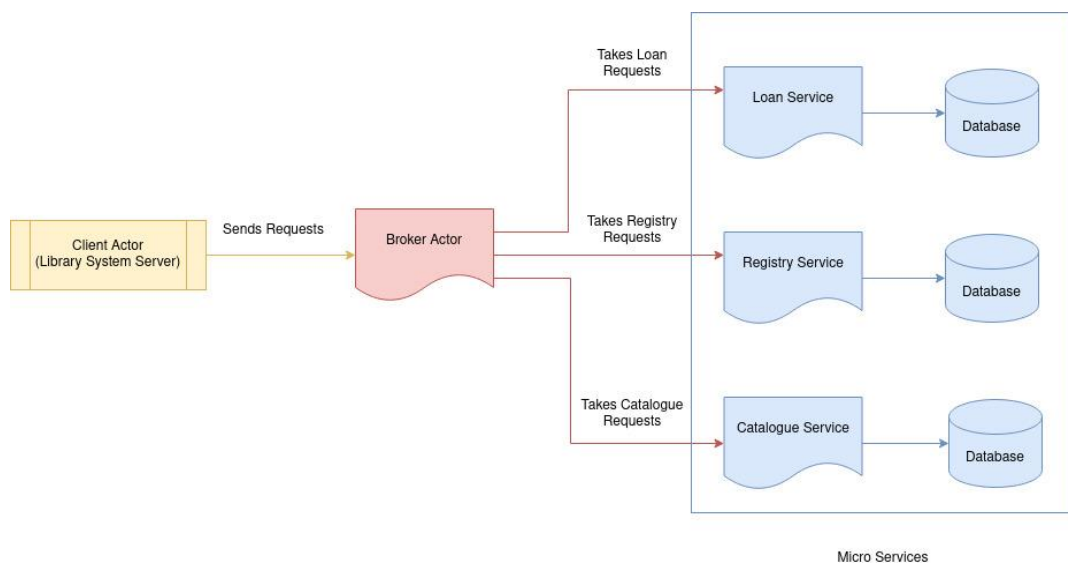 Takes Loan
Requests
Loan Service
Database
Client Actor
(Library System Server)
Sends Requests
Broker Actor
Takes Registry
Requests
Registry Service
Database
Takes Catalogue
Requests
Catalogue Service
Database
Micro Services